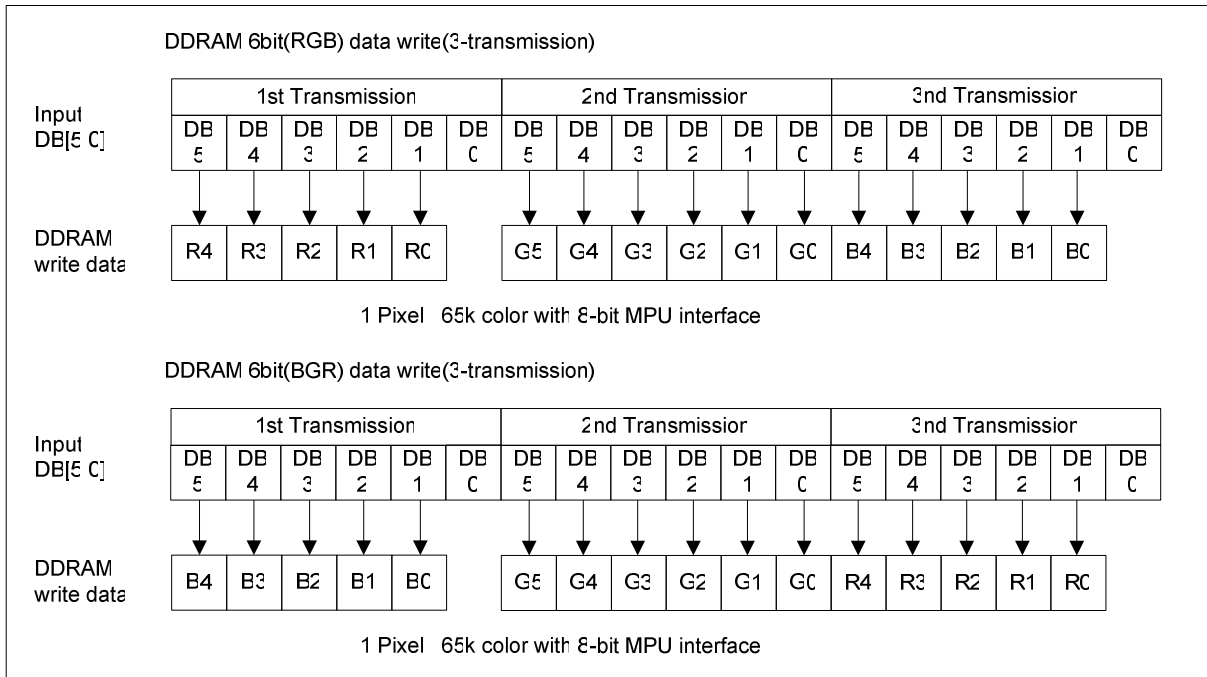 DDRAM 6bit(RGB) data write(3-transmission)
1st Transmission 2nd Transmission 3nd Transmission
Input
DB[5 0]
DB DB DB DB DB DB DB DB DB DB DB DB DB DB DB DB DB DB
5 4 3 2 1 0 5 4 3 2 1 0 5 4 3 2 1 0
DDRAM
write data
R4 R3 R2 R1 R0 G5 G4 G3 G2 G1 G0 B4 B3 B2 B1 B0
1 Pixel 65k color with 8-bit MPU interface
DDRAM 6bit(BGR) data write(3-transmission)
1st Transmission 2nd Transmission 3nd Transmission
Input
DB[5 0]
DB DB DB DB DB DB DB DB DB DB DB DB DB DB DB DB DB DB
5 4 3 2 1 0 5 4 3 2 1 0 5 4 3 2 1 0
DDRAM
write data
B4 B3 B2 B1 B0 G5 G4 G3 G2 G1 G0 R4 R3 R2 R1 R0
1 Pixel 65k color with 8-bit MPU interface